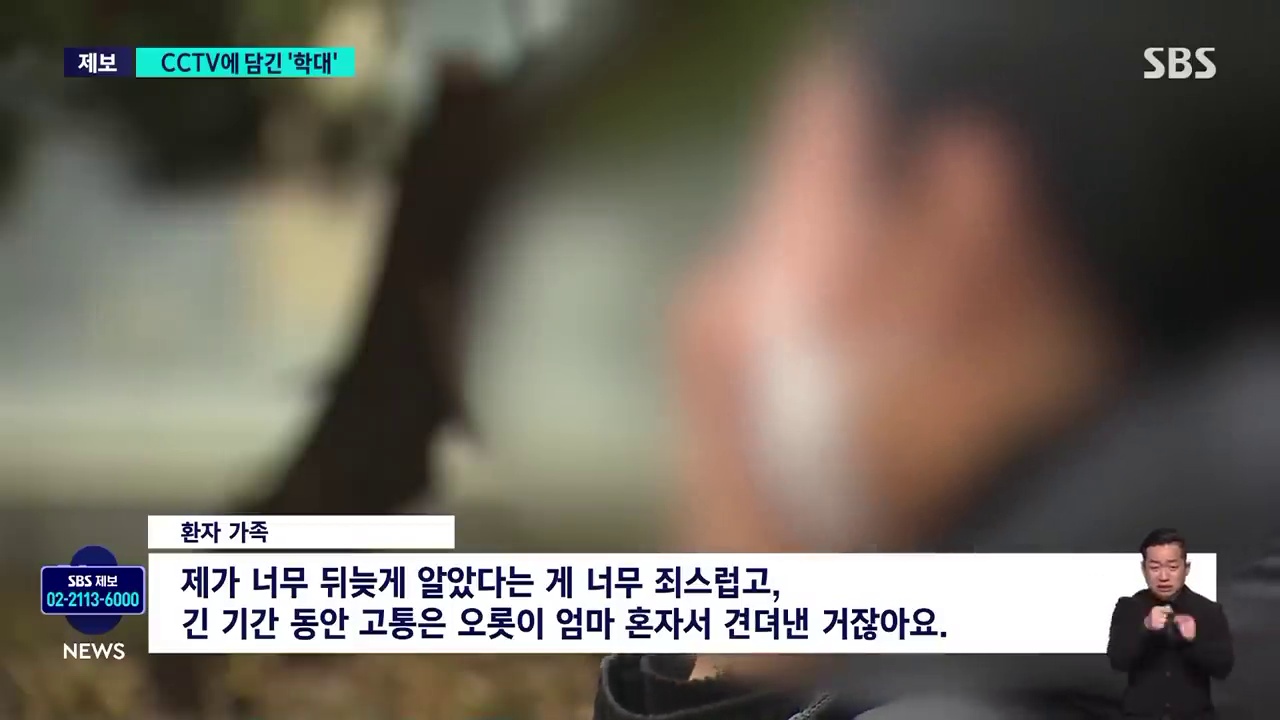 제보 CCTV에 담긴 '학대'
SBS
환자 가족
제가 너무 뒤늦게 알았다는 게 너무 죄스럽고,
긴 기간 동안 고통은 오롯이 엄마 혼자서 견뎌낸 거잖아요.
SBS 제보
02-2113-6000
NEWS